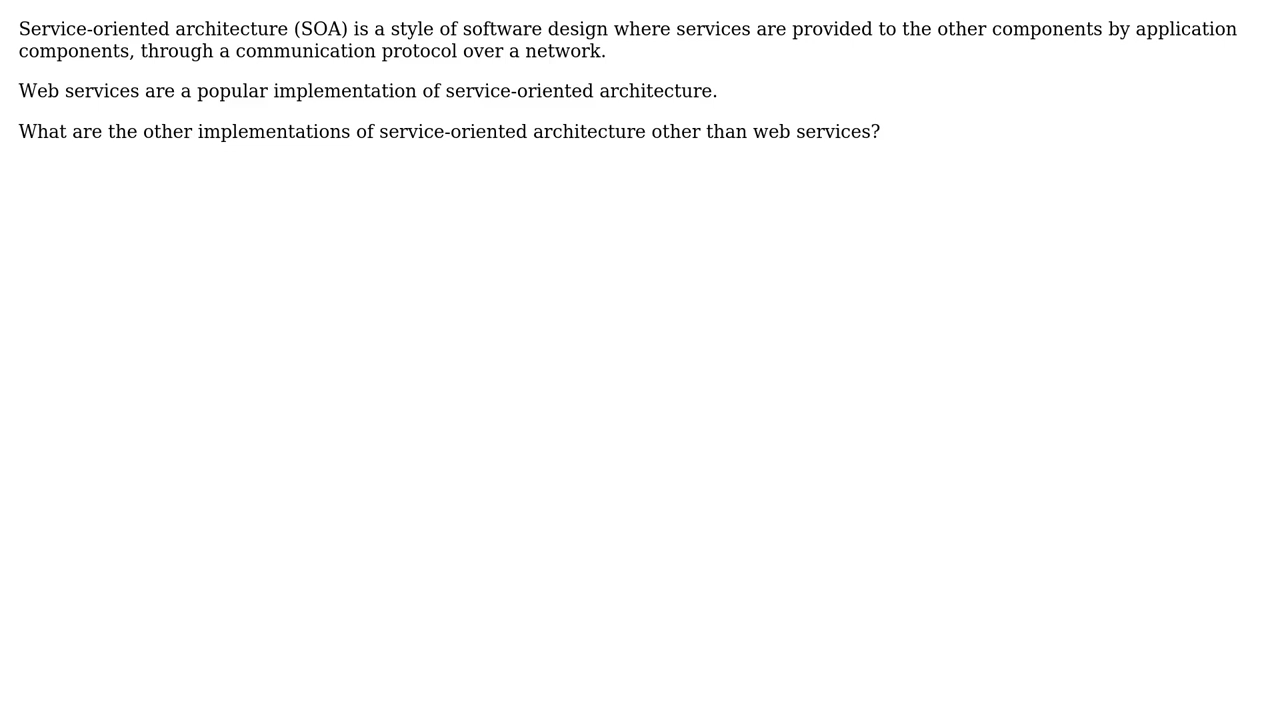 Service-oriented architecture (SOA) is a style of software design where services are provided to the other components by application
components, through a communication protocol over a network.
Web services are a popular implementation of service-oriented architecture.
What are the other implementations of service-oriented architecture other than web services?